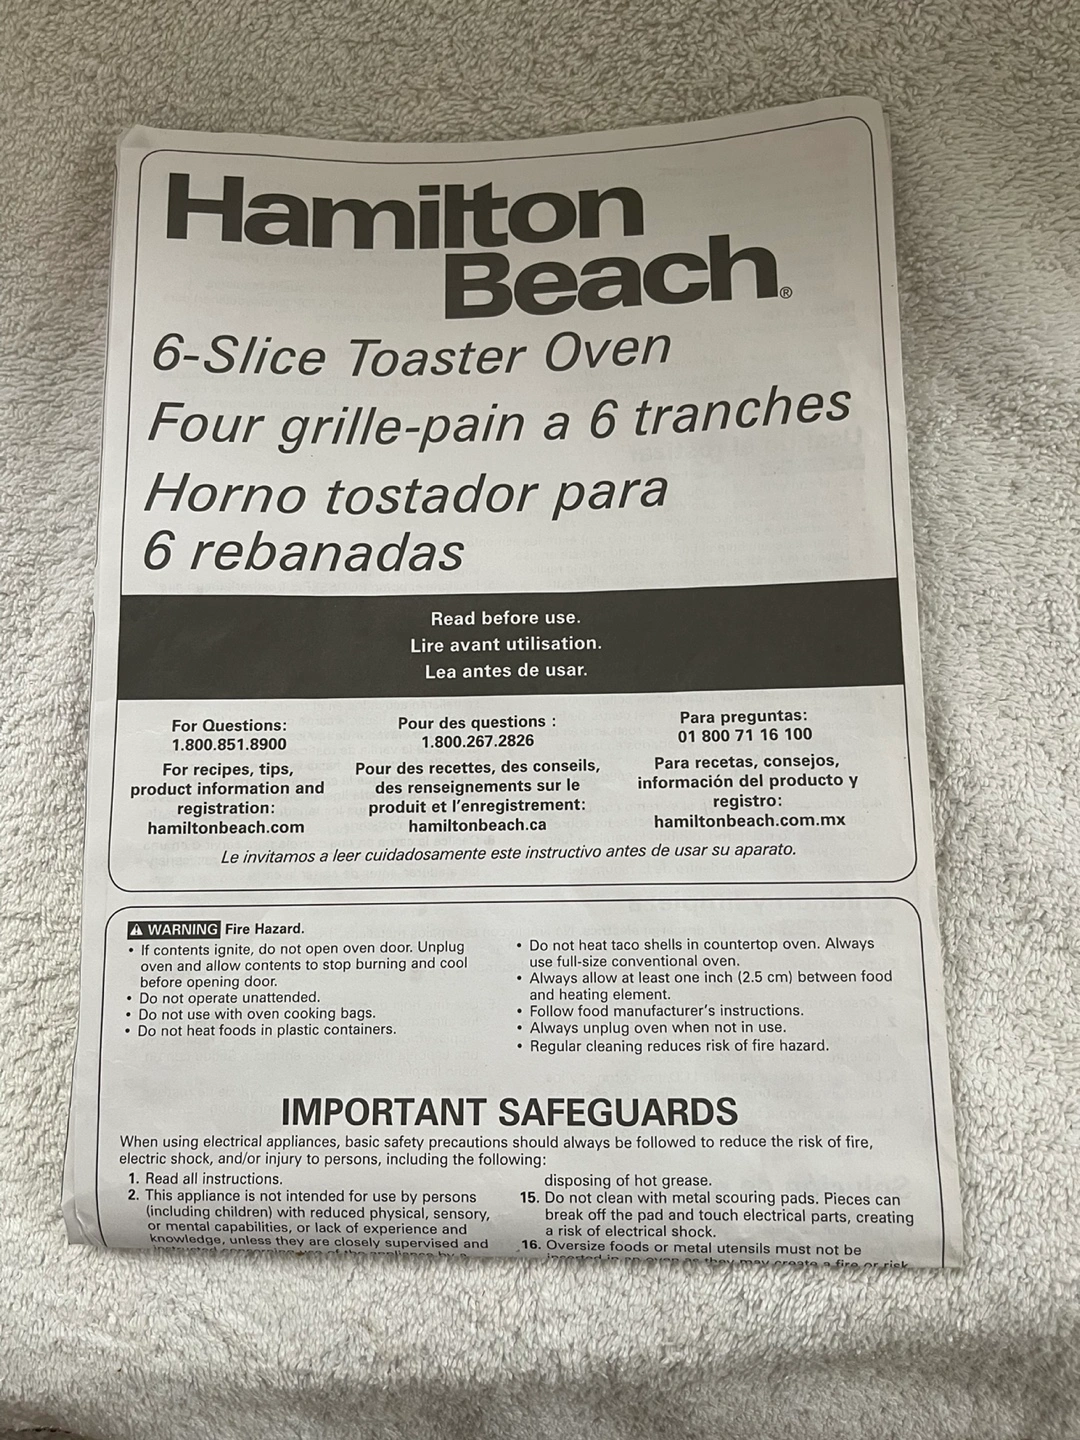 Hamilton
Beach®
6-Slice Toaster Oven
Four grille-pain a 6 tranches
Horno tostador para
6 rebanadas
Read before use.
Lire avant utilisation.
Lea antes de usar.
For Questions:
1.800.851.8900
For recipes, tips,
product information and
registration:
hamiltonbeach.com
Pour des questions :
1.800.267.2826
Pour des recettes, des conseils,
des renseignements sur le
produit et l'enregistrement:
hamiltonbeach.ca
Para preguntas:
01 800 71 16 100
Para recetas, consejos,
información del producto y
registro:
hamiltonbeach.com.mx
Le invitamos a leer cuidadosamente este instructivo antes de usar su aparato.
⚠ WARNING Fire Hazard.
• If contents ignite, do not open oven door. Unplug
oven and allow contents to stop burning and cool
before opening door.
• Do not operate unattended.
• Do not use with oven cooking bags.
• Do not heat foods in plastic containers.
• Do not heat taco shells in countertop oven. Always
use full-size conventional oven.
• Always allow at least one inch (2.5 cm) between food
and heating element.
• Follow food manufacturer's instructions.
• Always unplug oven when not in use.
• Regular cleaning reduces risk of fire hazard.
IMPORTANT SAFEGUARDS
When using electrical appliances, basic safety precautions should always be followed to reduce the risk of fire,
electric shock, and/or injury to persons, including the following:
1. Read all instructions.
2. This appliance is not intended for use by persons
(including children) with reduced physical, sensory,
or mental capabilities, or lack of experience and
knowledge, unless they are closely supervised and
disposing of hot grease.
15. Do not clean with metal scouring pads. Pieces can
break off the pad and touch electrical parts, creating
a risk of electrical shock.
16. Oversize foods or metal utensils must not be
inserted in an oven as they may create a fire or risk